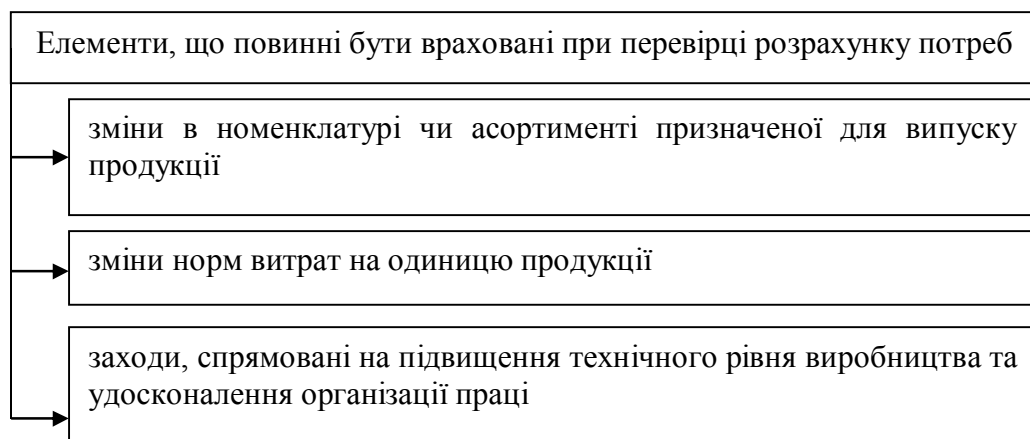 Елементи, що повинні бути враховані при перевірці розрахунку потреб
зміни в номенклатурі чи асортименті призначеної для випуску
продукції
зміни норм витрат на одиницю продукції
заходи, спрямовані на підвищення технічного рівня виробництва та
удосконалення організації праці